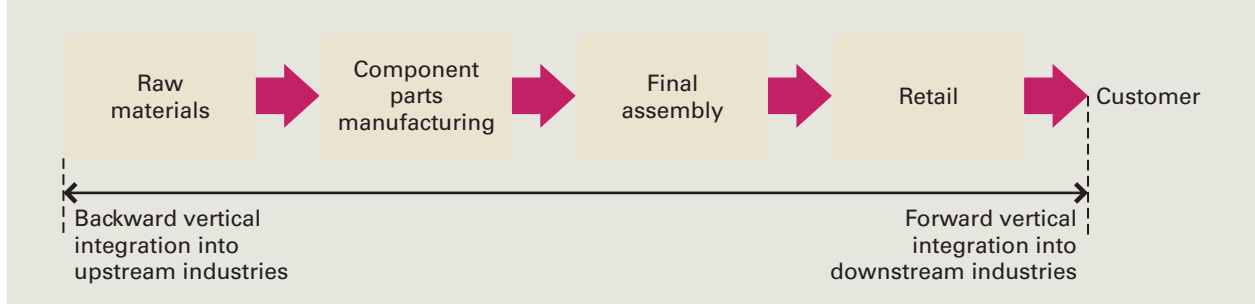 Raw
materials
Component
parts
manufacturing
Final
assembly
Retail
Customer
Backward vertical
integration into
upstream industries
Forward vertical
integration into
downstream industries